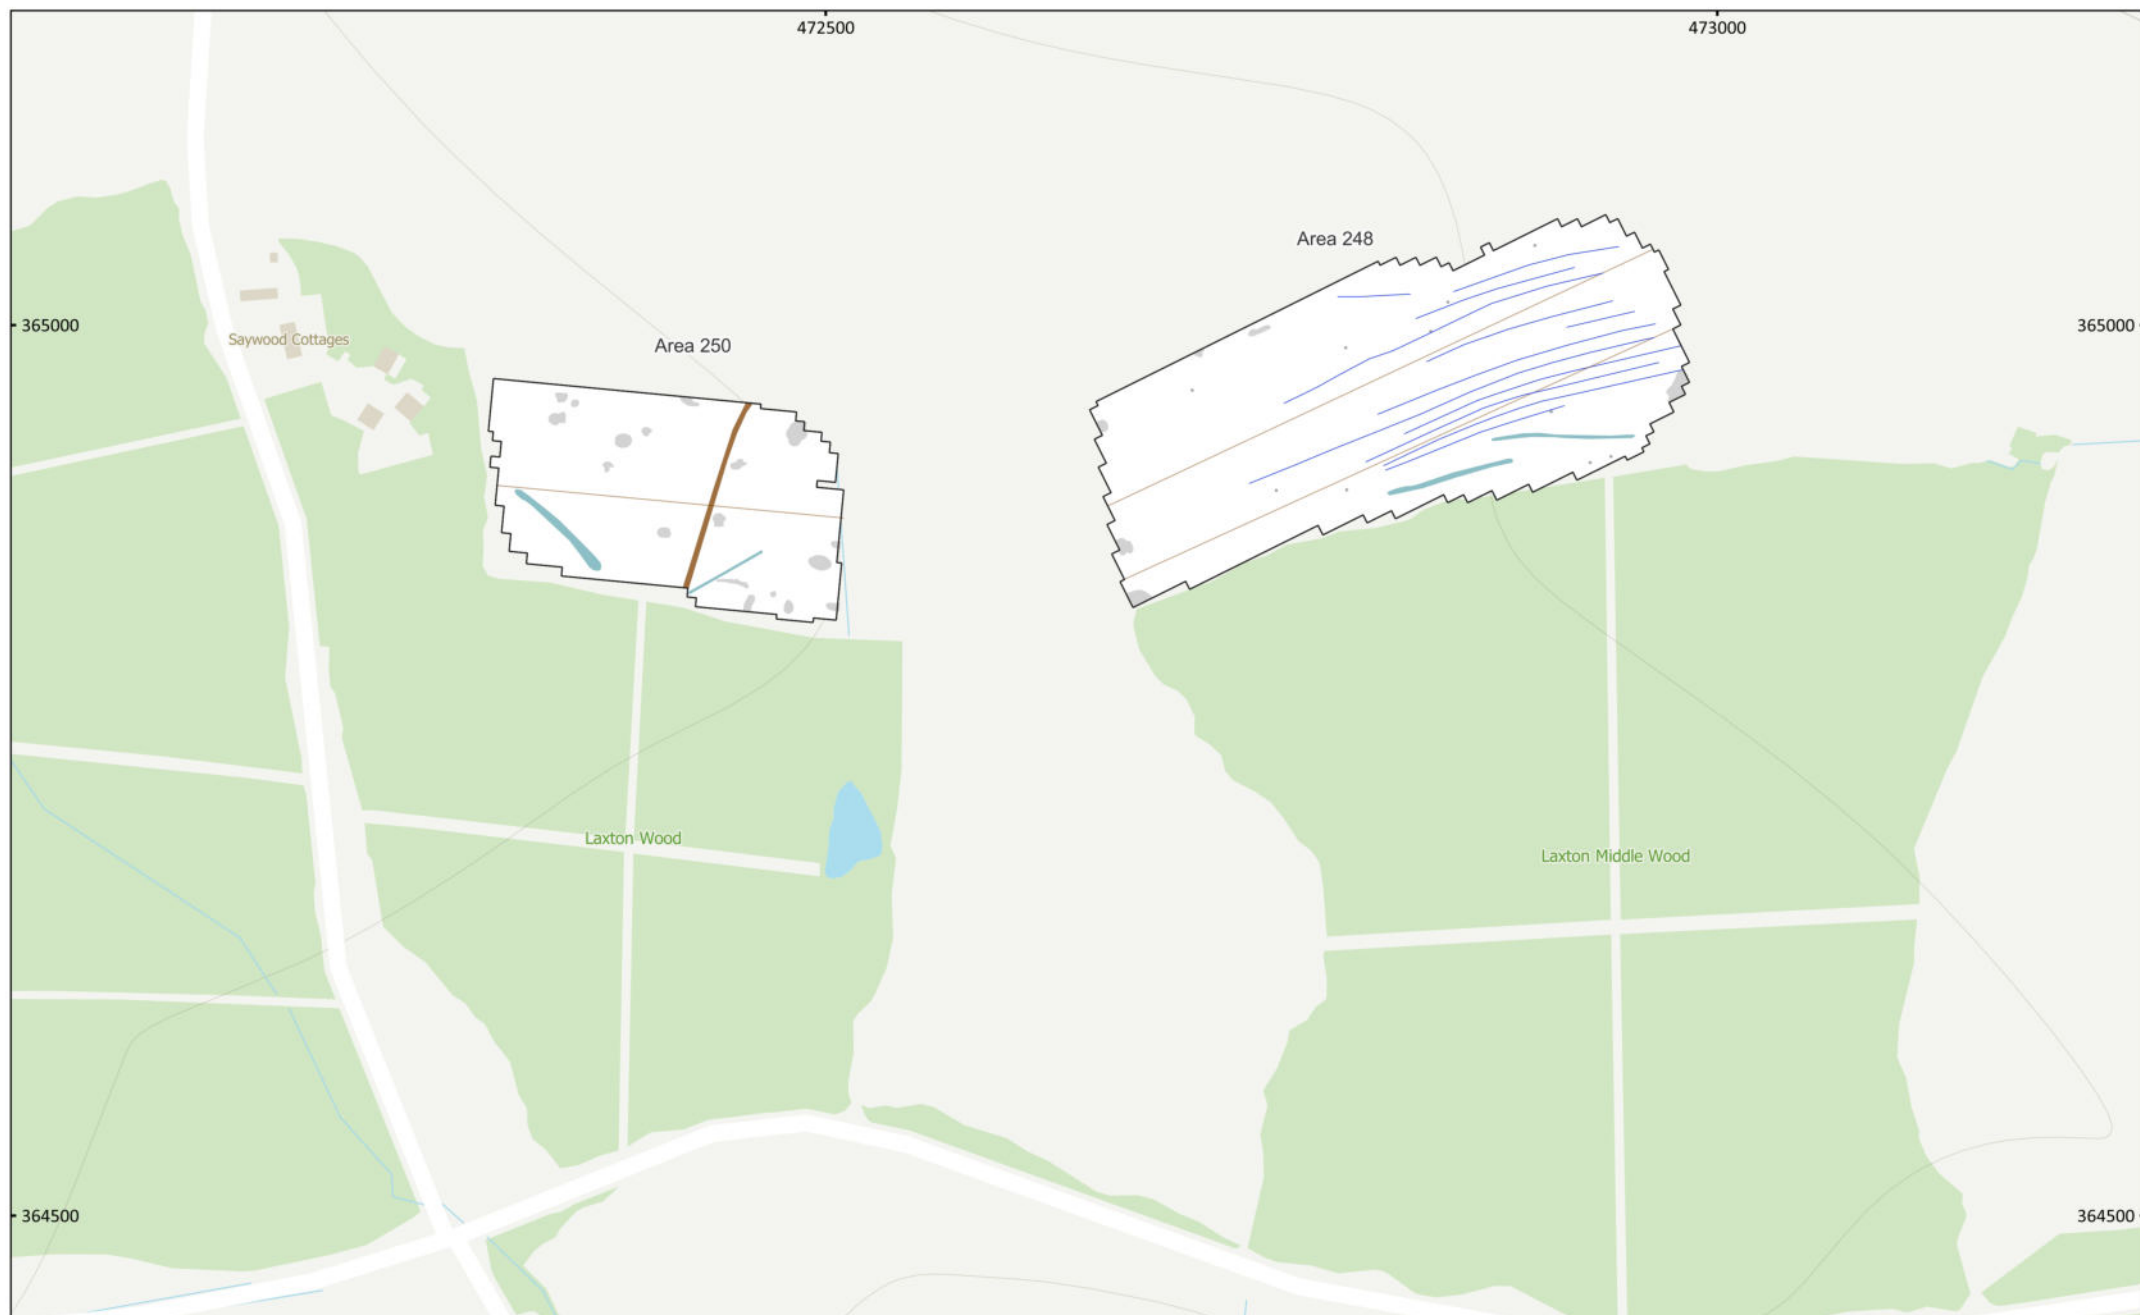 472500
473000
Area 248
365000
365000
Saywood Cottages
Area 250
Laxton Wood
Laxton Middle Wood
364500
364500